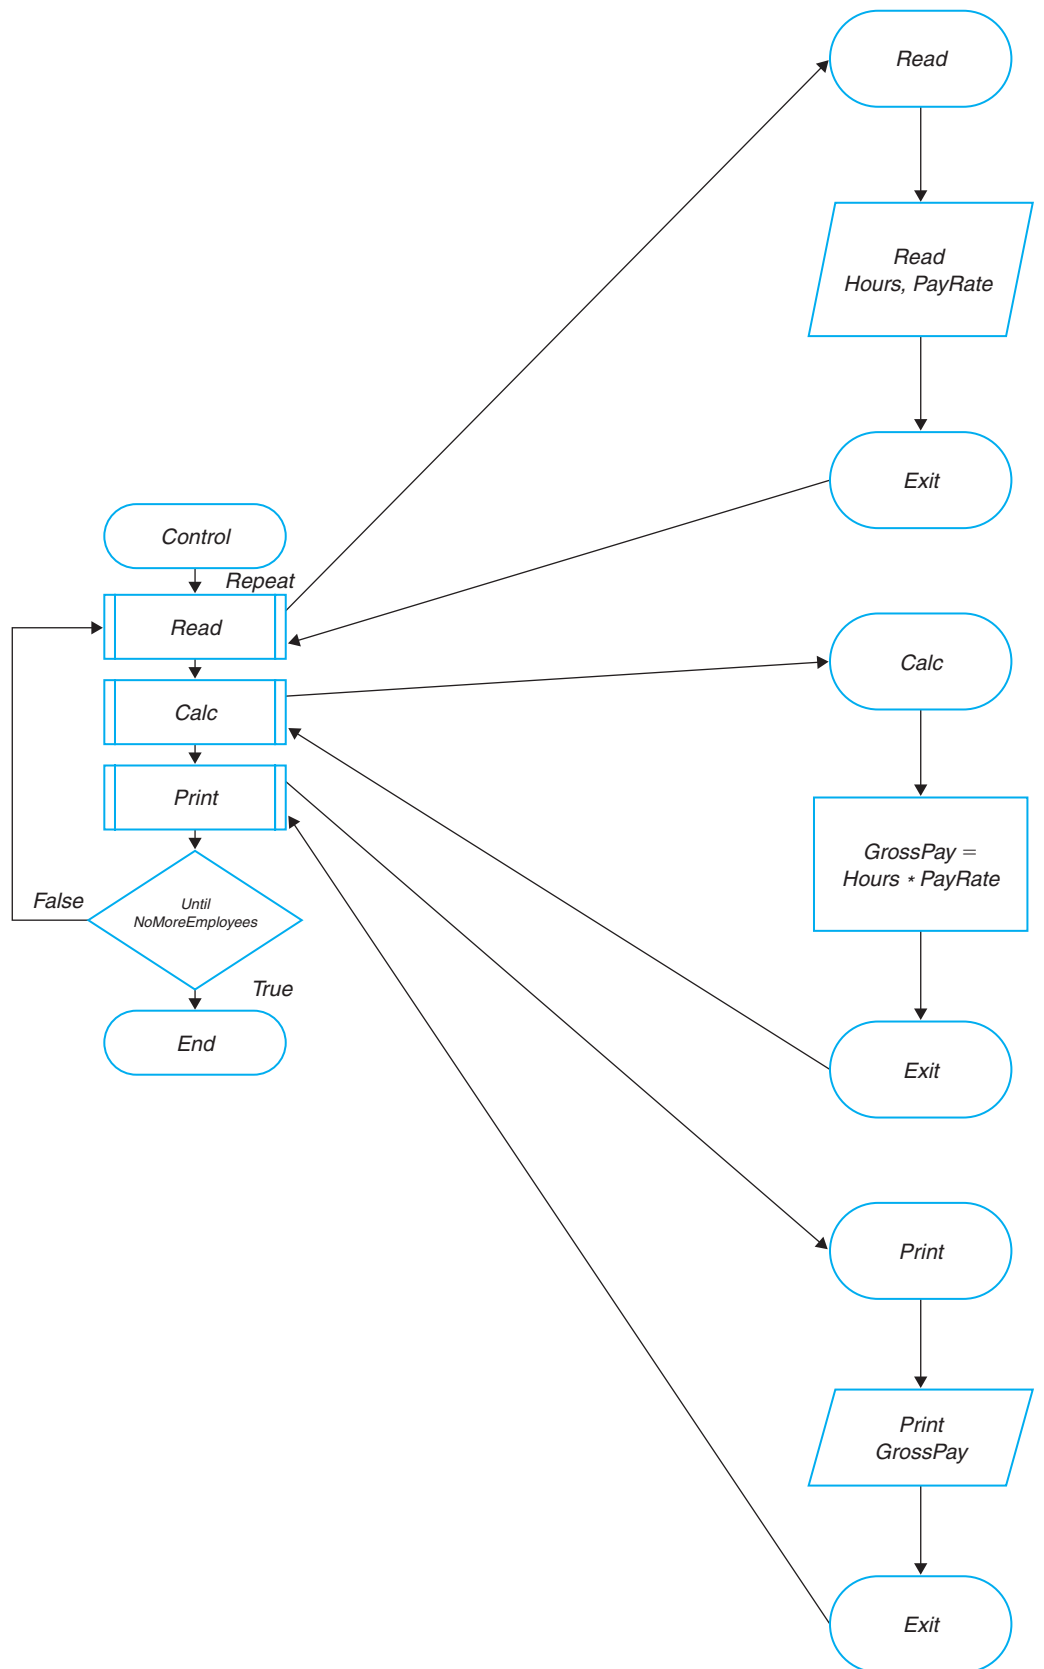 Control
Repeat
Read
Calc
Print
Until
NoMoreEmployees
False
True
End
Read
Read
Hours, PayRate
Exit
Calc
GrossPay =
Hours * PayRate
Exit
Print
Print
GrossPay
Exit